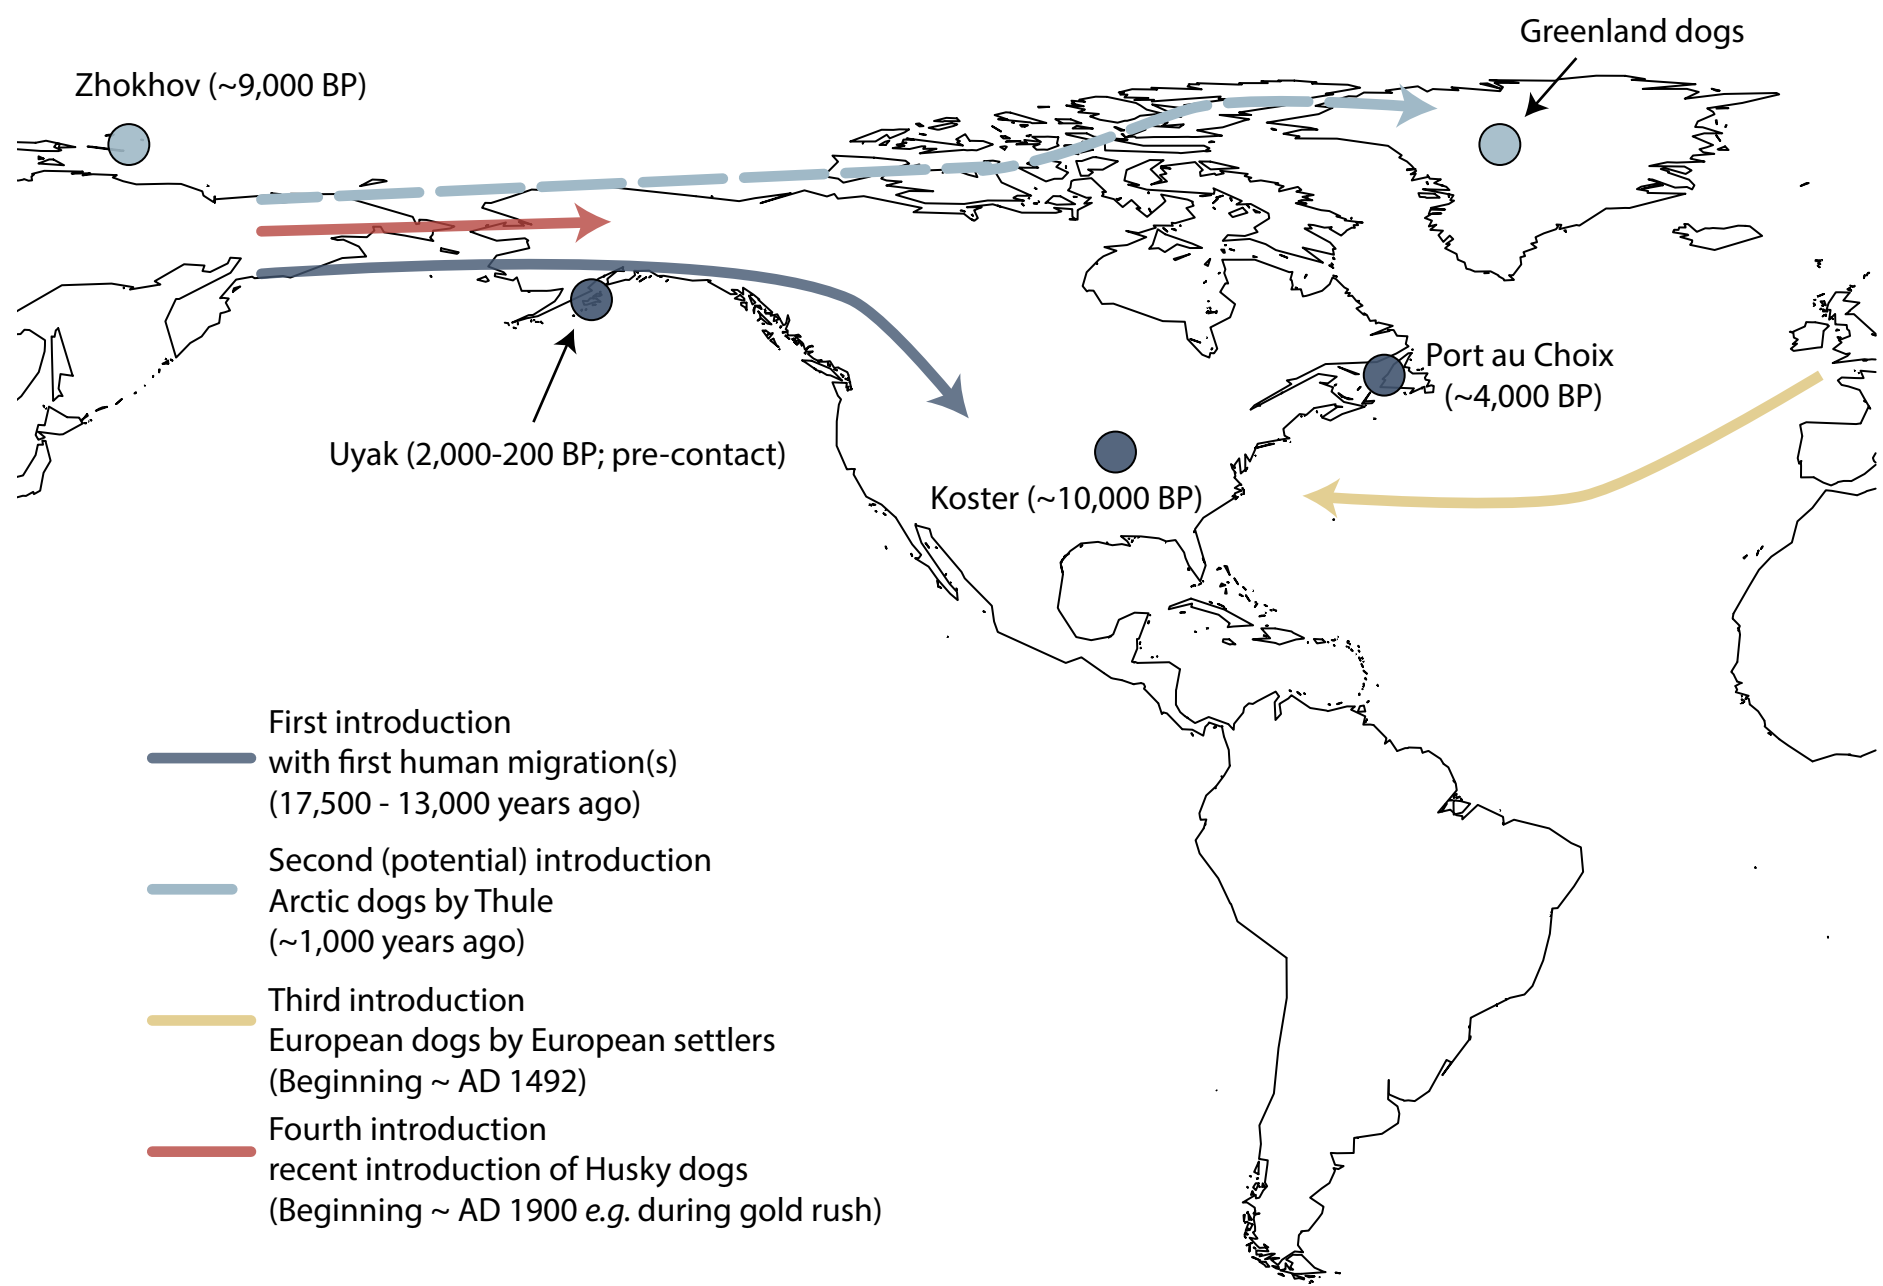 Greenland dogs
Zhokhov (~9,000 BP)
Port au Choix
(~4,000 BP)
Uyak (2,000-200 BP; pre-contact)
Koster (~10,000 BP)
First introduction
with first human migration(s)
(17,500 - 13,000 years ago)
Second (potential) introduction
Arctic dogs by Thule
(~1,000 years ago)
Third introduction
European dogs by European settlers
(Beginning ~ AD 1492)
Fourth introduction
recent introduction of Husky dogs
(Beginning ~ AD 1900 e.g. during gold rush)